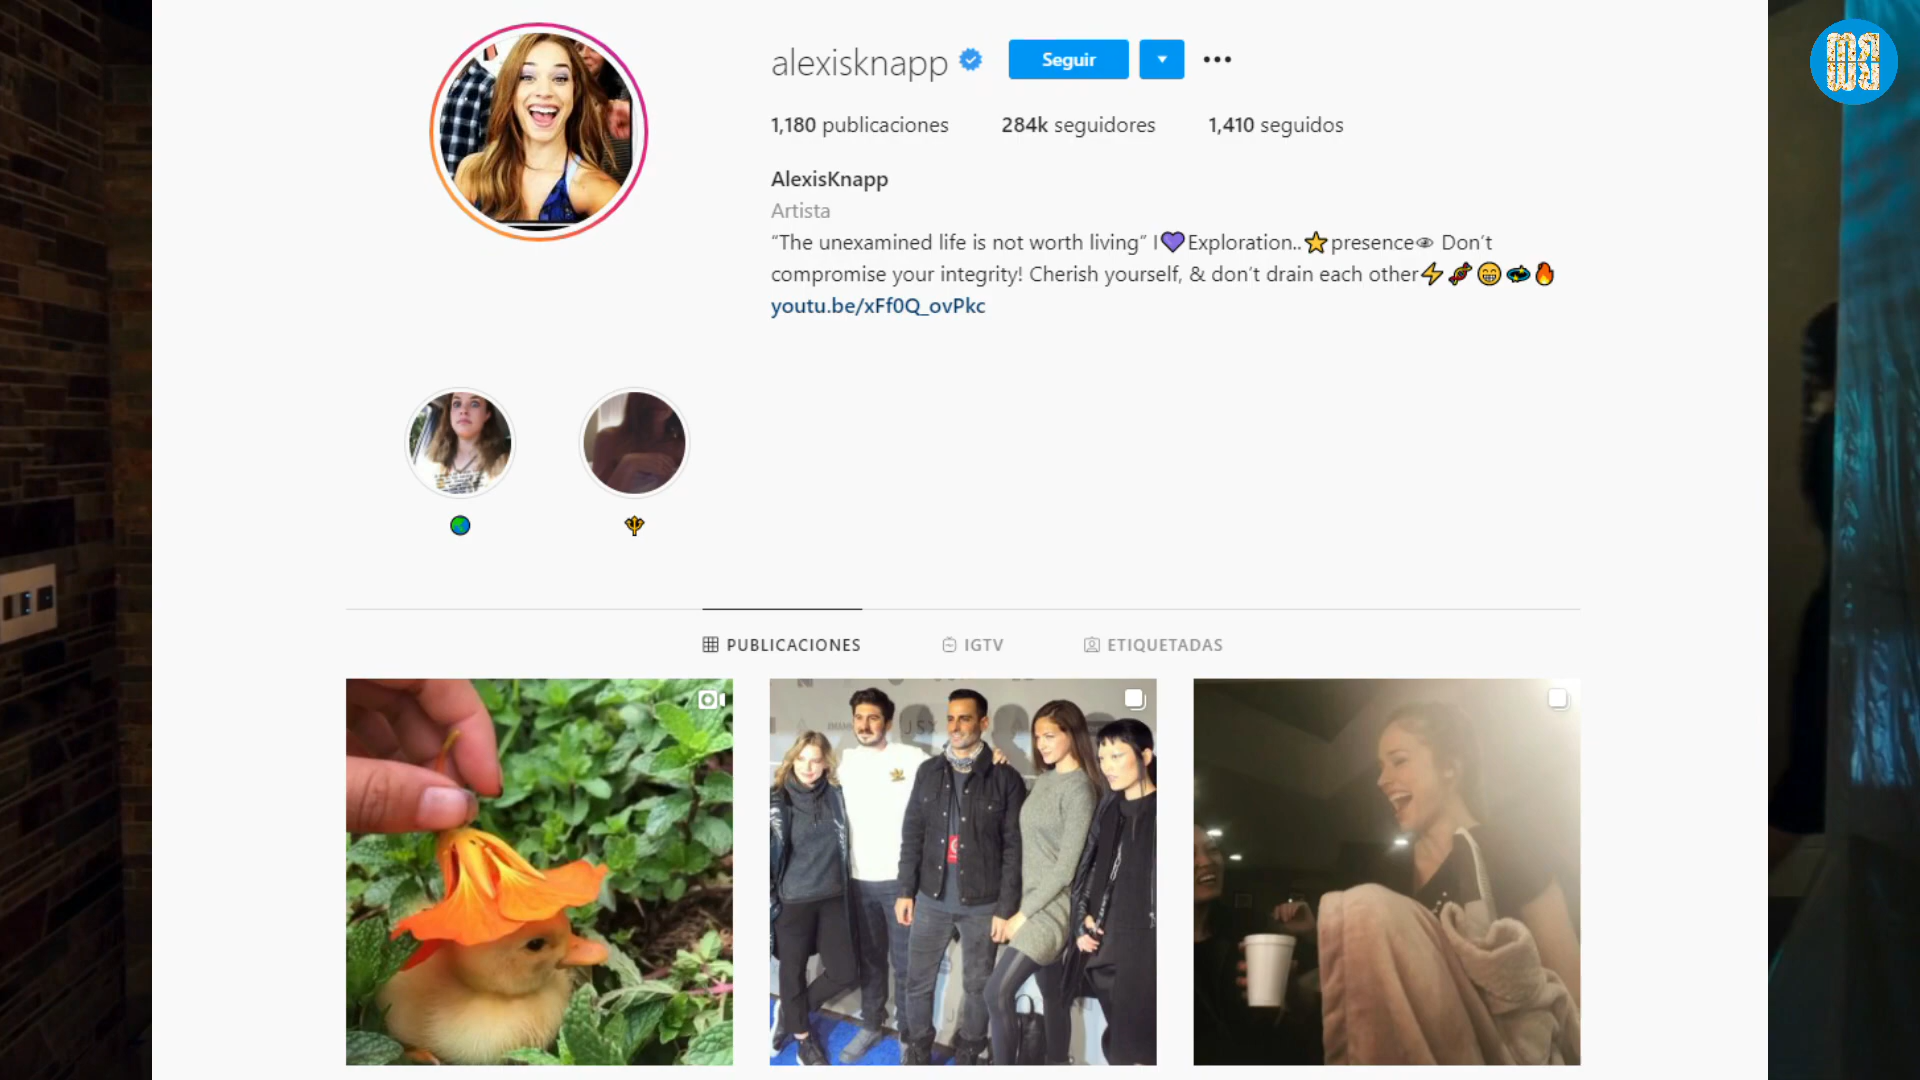 alexisknapp
Seguir
1,180 publicaciones 284k seguidores 1,410 seguidos
AlexisKnapp
Artista
“The unexamined life is not worth living” I💜Exploration..⭐presence👁 Don’t
compromise your integrity! Cherish yourself, & don’t drain each other⚡🧬😁💫🔥
youtu.be/xFf0Q_ovPkc
PUBLICACIONES IGTV ETIQUETADAS